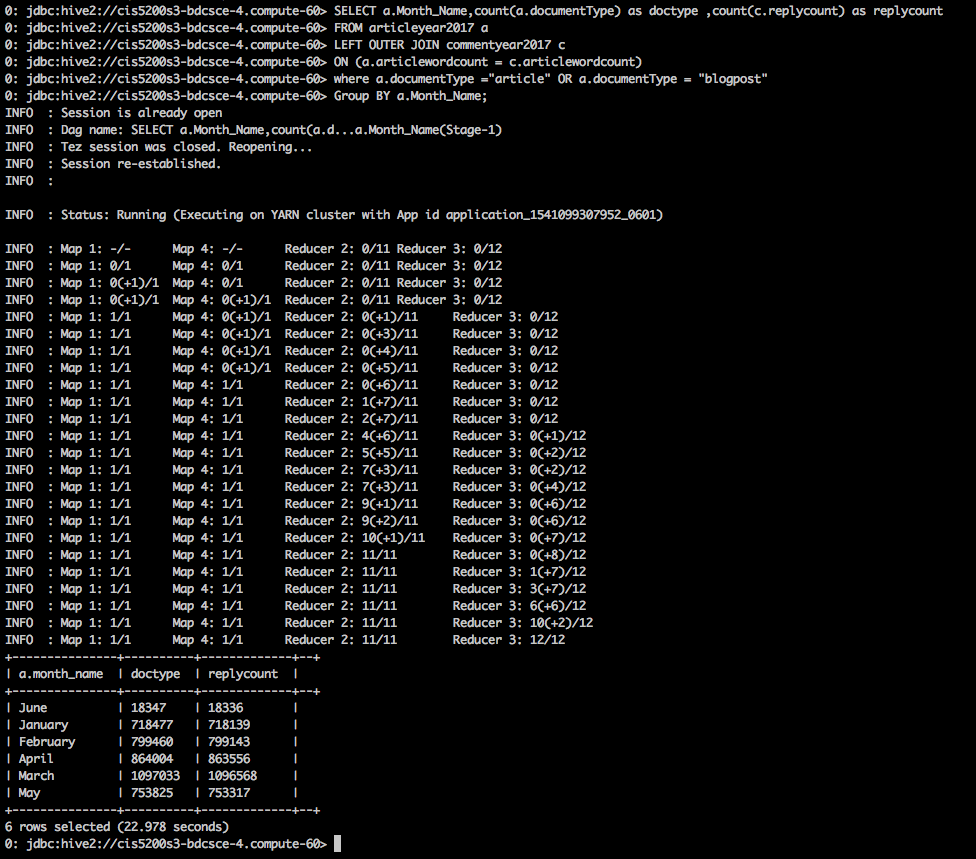 0: jdbc:hive2://cis5200s3-bdcsce-4.compute-60> SELECT a.Month_Name,count(a.documentType) as doctype ,count(c.replycount) as replycount
0: jdbc:hive2://cis5200s3-bdcsce-4.compute-60> FROM articleyear2017 a
0: jdbc:hive2://cis5200s3-bdcsce-4.compute-60> LEFT OUTER JOIN commentyear2017 c
0: jdbc:hive2://cis5200s3-bdcsce-4.compute-60> ON (a.articlewordcount = c.articlewordcount)
0: jdbc:hive2://cis5200s3-bdcsce-4.compute-60> where a.documentType ="article" OR a.documentType = "blogpost"
0: jdbc:hive2://cis5200s3-bdcsce-4.compute-60> Group BY a.Month_Name;
INFO  : Session is already open
INFO  : Dag name: SELECT a.Month_Name,count(a.d...a.Month_Name(Stage-1)
INFO  : Tez session was closed. Reopening...
INFO  : Session re-established.
INFO  :
INFO  : Status: Running (Executing on YARN cluster with App id application_1541099307952_0601)
INFO  : Map 1: -/-      Map 4: -/-      Reducer 2: 0/11 Reducer 3: 0/12
INFO  : Map 1: 0/1      Map 4: 0/1      Reducer 2: 0/11 Reducer 3: 0/12
INFO  : Map 1: 0(+1)/1  Map 4: 0/1      Reducer 2: 0/11 Reducer 3: 0/12
INFO  : Map 1: 0(+1)/1  Map 4: 0(+1)/1  Reducer 2: 0/11 Reducer 3: 0/12
INFO  : Map 1: 1/1      Map 4: 0(+1)/1  Reducer 2: 0(+1)/11     Reducer 3: 0/12
INFO  : Map 1: 1/1      Map 4: 0(+1)/1  Reducer 2: 0(+3)/11     Reducer 3: 0/12
INFO  : Map 1: 1/1      Map 4: 0(+1)/1  Reducer 2: 0(+4)/11     Reducer 3: 0/12
INFO  : Map 1: 1/1      Map 4: 0(+1)/1  Reducer 2: 0(+5)/11     Reducer 3: 0/12
INFO  : Map 1: 1/1      Map 4: 1/1      Reducer 2: 0(+6)/11     Reducer 3: 0/12
INFO  : Map 1: 1/1      Map 4: 1/1      Reducer 2: 1(+7)/11     Reducer 3: 0/12
INFO  : Map 1: 1/1      Map 4: 1/1      Reducer 2: 2(+7)/11     Reducer 3: 0/12
INFO  : Map 1: 1/1      Map 4: 1/1      Reducer 2: 4(+6)/11     Reducer 3: 0(+1)/12
INFO  : Map 1: 1/1      Map 4: 1/1      Reducer 2: 5(+5)/11     Reducer 3: 0(+2)/12
INFO  : Map 1: 1/1      Map 4: 1/1      Reducer 2: 7(+3)/11     Reducer 3: 0(+2)/12
INFO  : Map 1: 1/1      Map 4: 1/1      Reducer 2: 7(+3)/11     Reducer 3: 0(+4)/12
INFO  : Map 1: 1/1      Map 4: 1/1      Reducer 2: 9(+1)/11     Reducer 3: 0(+6)/12
INFO  : Map 1: 1/1      Map 4: 1/1      Reducer 2: 9(+2)/11     Reducer 3: 0(+6)/12
INFO  : Map 1: 1/1      Map 4: 1/1      Reducer 2: 10(+1)/11    Reducer 3: 0(+7)/12
INFO  : Map 1: 1/1      Map 4: 1/1      Reducer 2: 11/11        Reducer 3: 0(+8)/12
INFO  : Map 1: 1/1      Map 4: 1/1      Reducer 2: 11/11        Reducer 3: 1(+7)/12
INFO  : Map 1: 1/1      Map 4: 1/1      Reducer 2: 11/11        Reducer 3: 3(+7)/12
INFO  : Map 1: 1/1      Map 4: 1/1      Reducer 2: 11/11        Reducer 3: 6(+6)/12
INFO  : Map 1: 1/1      Map 4: 1/1      Reducer 2: 11/11        Reducer 3: 10(+2)/12
INFO  : Map 1: 1/1      Map 4: 1/1      Reducer 2: 11/11        Reducer 3: 12/12
+---------------+----------+-------------+--+
| a.month_name  | doctype  | replycount  |
+---------------+----------+-------------+--+
| June          | 18347    | 18336       |
| January       | 718477   | 718139      |
| February      | 799460   | 799143      |
| April         | 864004   | 863556      |
| March         | 1097033  | 1096568     |
| May           | 753825   | 753317      |
+---------------+----------+-------------+--+
6 rows selected (22.978 seconds)
0: jdbc:hive2://cis5200s3-bdcsce-4.compute-60>